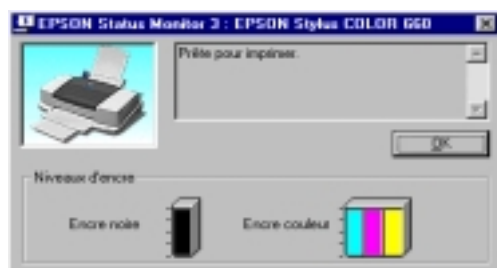 EPSON Status Monitor 3 : EPSON Stylus COLOR 660
Prête pour imprimer.
OK
Niveaux d'encre
Encre noire
Encre couleur